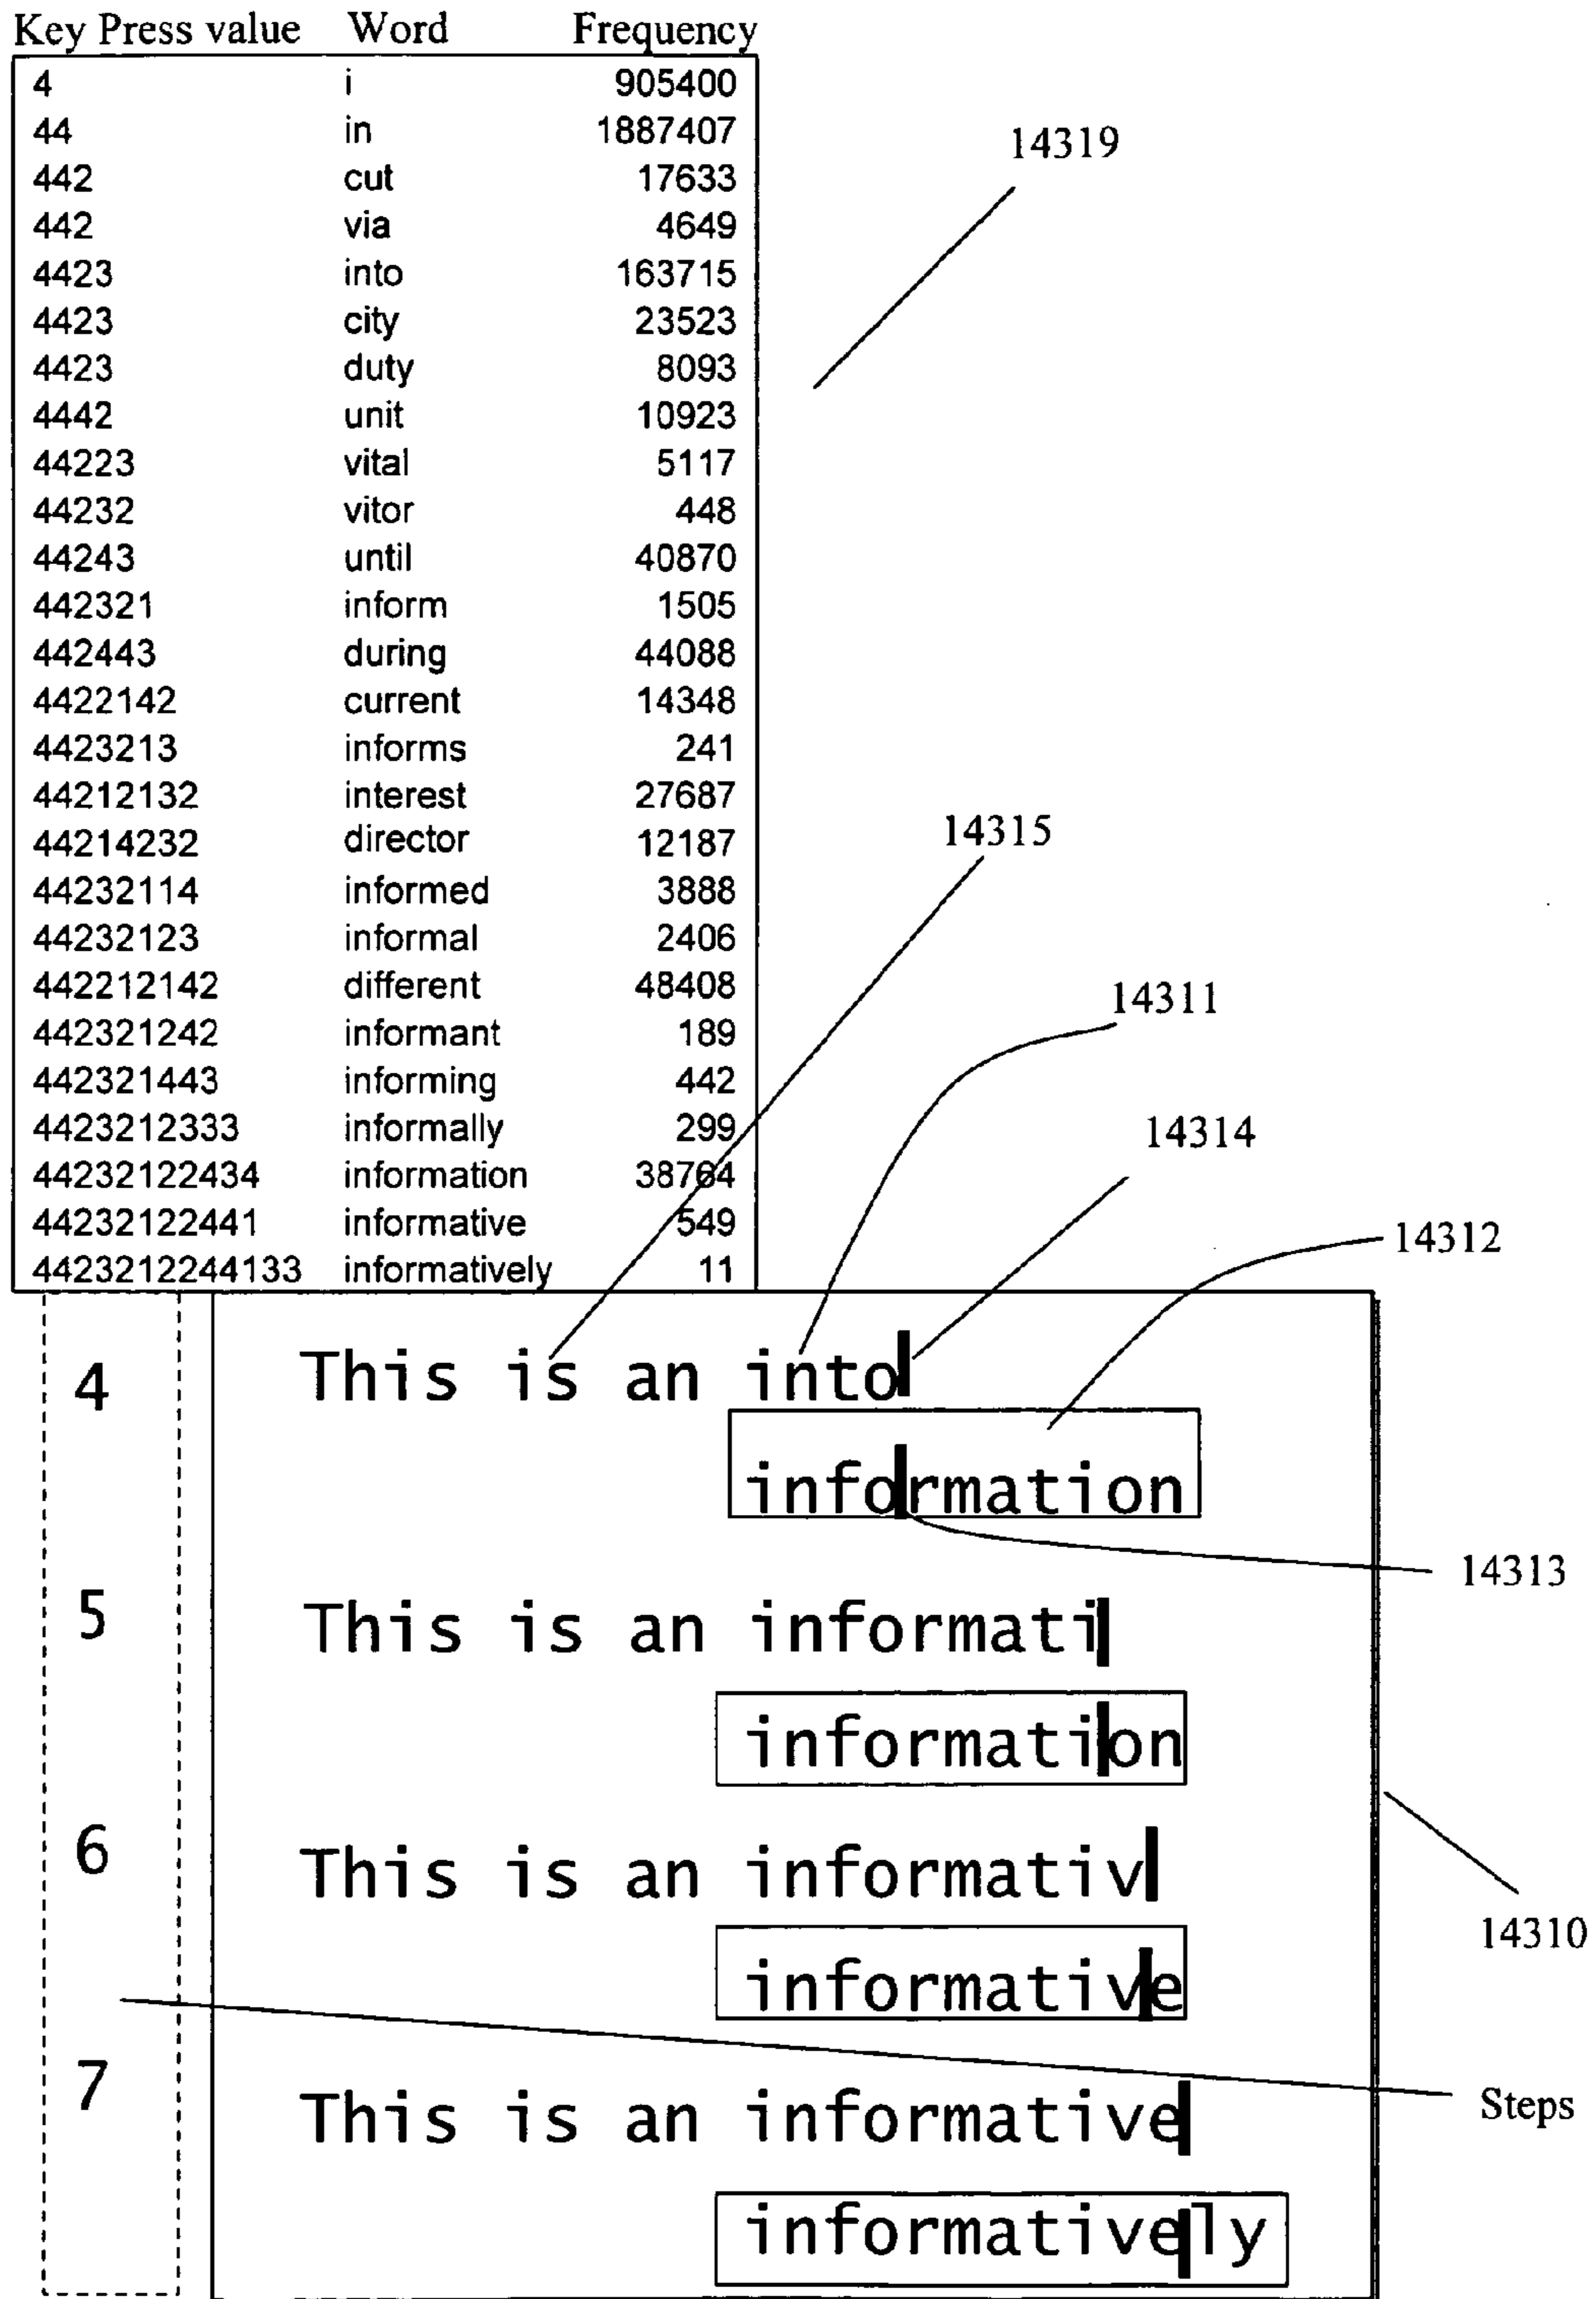 Key Press value Word Frequency
4 i 905400
44 in 1887407
14319
442 cut 17633
442 via 4649
4423 into 163715
4423 city 23523
4423 duty 8093
4442 unit 10923
44223 vital 5117
44232 vitor 448
44243 until 40870
442321 inform 1505
442443 during 44088
4422142 current 14348
4423213 informs 241
44212132 interest 27687
44214232 director 12187
14315
44232114 informed 3888
44232123 informal 2406
442212142 different 48408
14311
442321242 informant 189
442321443 informing 442
4423212333 informally 299
14314
44232122434 information 38764
44232122441 informative 549
14312
4423212244133 informatively 11
4 This is an into
information
14313
5 This is an informati
information
6 This is an informativ
14310
informative
7 This is an informative
Steps
informatively